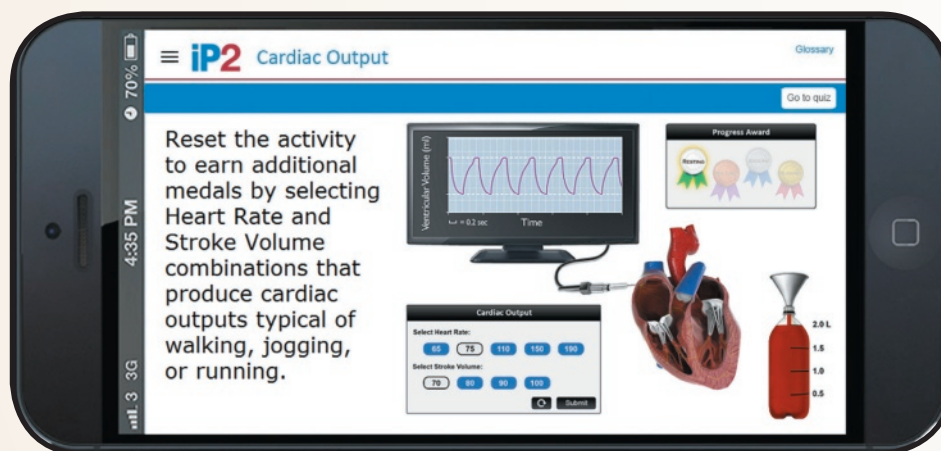 70%
4:35 PM
3G
3
iP2 Cardiac Output
Glossary
Go to quiz
Reset the activity
to earn additional
medals by selecting
Heart Rate and
Stroke Volume
combinations that
produce cardiac
outputs typical of
walking, jogging,
or running.
Ventricular Volume (ml)
= 0.2 sec
Time
Progress Award
Resting
Cardiac Output
Select Heart Rate:
65 75 110 150 190
Select Stroke Volume:
70 80 90 100
Submit
2.0 L
1.5
1.0
0.5